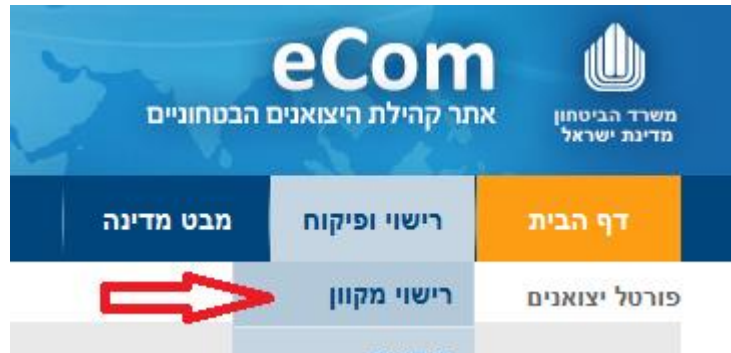 eCom
אתר קהילת היצואנים הבטחוניים
משרד הביטחון
מדינת ישראל
דף הבית
רישוי ופיקוח
מבט מדינה
רישוי מקוון
פורטל יצואנים